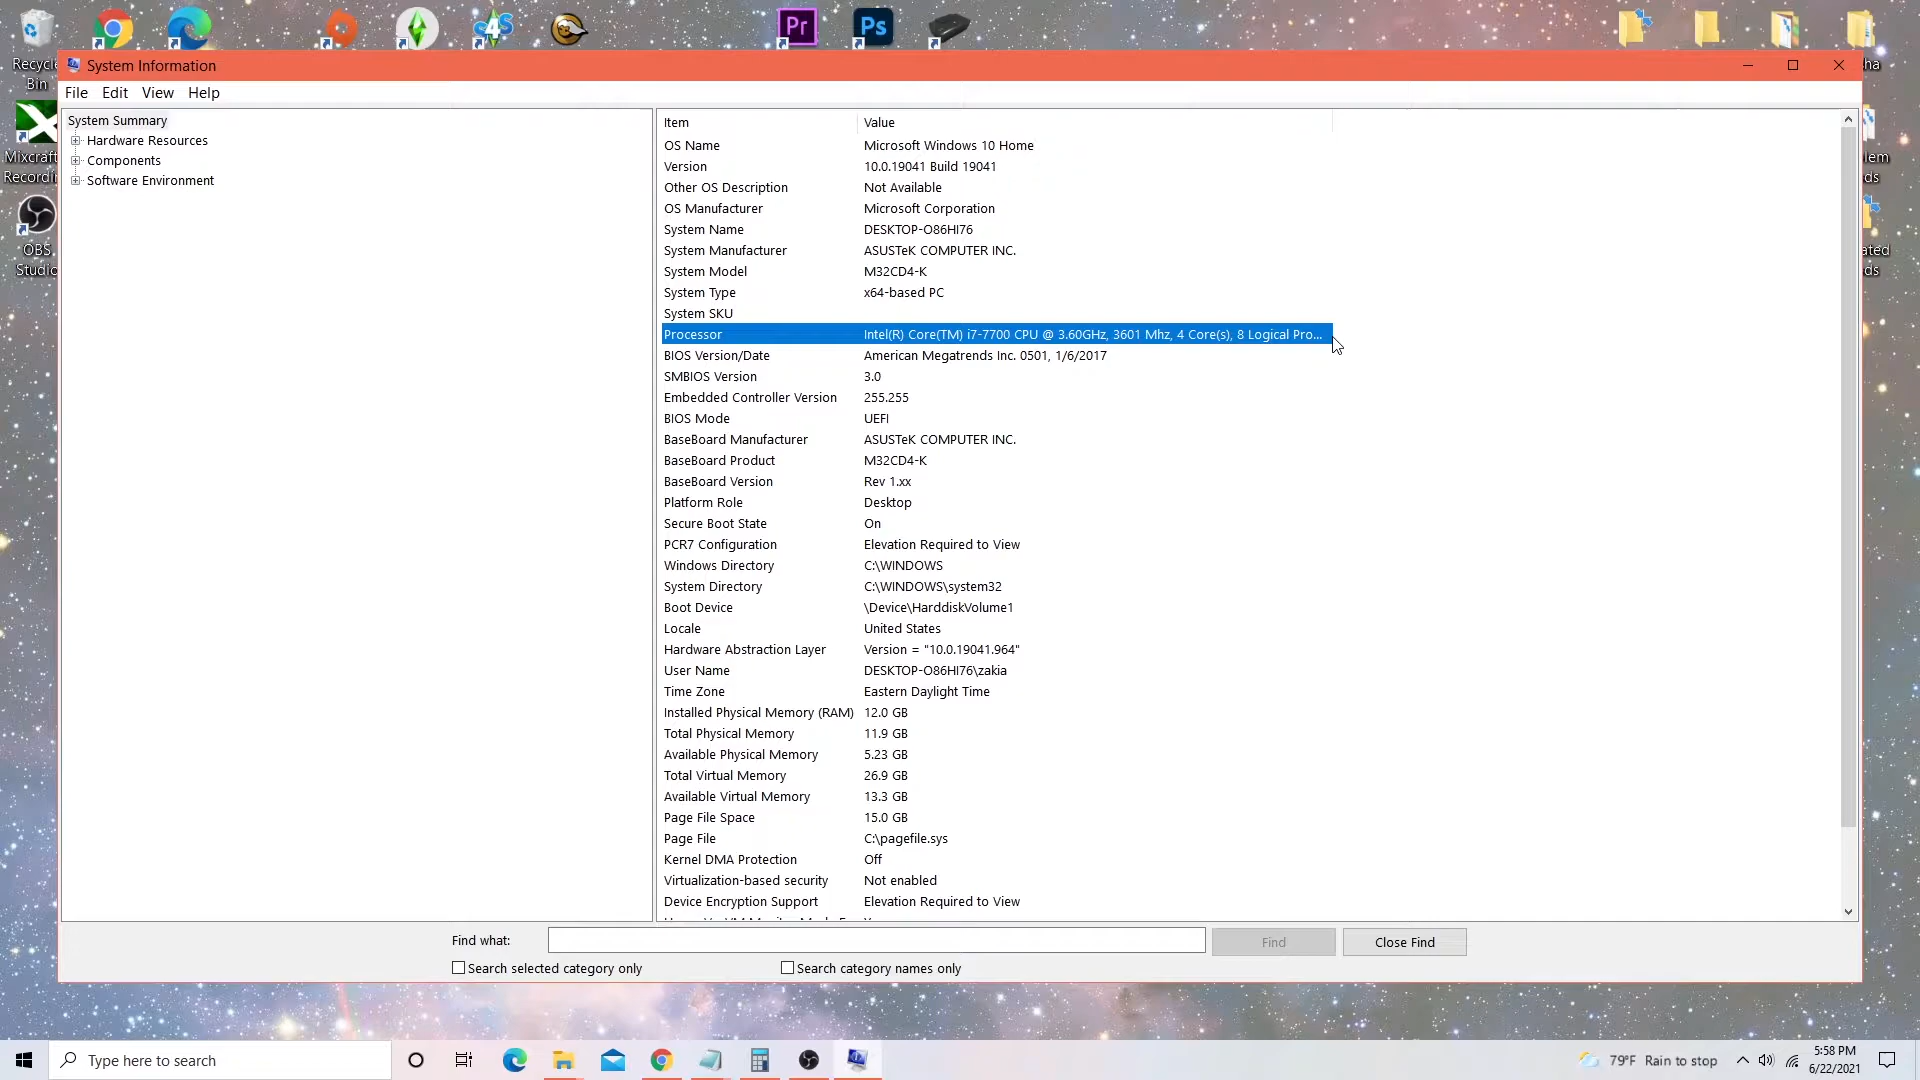 Recycle
Bin
Mixcraft
Recordi
OBS
Studio
Pr
Ps
ha
lem
ds
ated
ds
System Information
File Edit View Help
System Summary
Hardware Resources
Components
Software Environment
Item Value
OS Name Microsoft Windows 10 Home
Version 10.0.19041 Build 19041
Other OS Description Not Available
OS Manufacturer Microsoft Corporation
System Name DESKTOP-O86HI76
System Manufacturer ASUSTeK COMPUTER INC.
System Model M32CD4-K
System Type x64-based PC
System SKU
Processor Intel(R) Core(TM) i7-7700 CPU @ 3.60GHz, 3601 Mhz, 4 Core(s), 8 Logical Pro...
BIOS Version/Date American Megatrends Inc. 0501, 1/6/2017
SMBIOS Version 3.0
Embedded Controller Version 255.255
BIOS Mode UEFI
BaseBoard Manufacturer ASUSTeK COMPUTER INC.
BaseBoard Product M32CD4-K
BaseBoard Version Rev 1.xx
Platform Role Desktop
Secure Boot State On
PCR7 Configuration Elevation Required to View
Windows Directory C:\WINDOWS
System Directory C:\WINDOWS\system32
Boot Device \Device\HarddiskVolume1
Locale United States
Hardware Abstraction Layer Version = "10.0.19041.964"
User Name DESKTOP-O86HI76\zakia
Time Zone Eastern Daylight Time
Installed Physical Memory (RAM) 12.0 GB
Total Physical Memory 11.9 GB
Available Physical Memory 5.23 GB
Total Virtual Memory 26.9 GB
Available Virtual Memory 13.3 GB
Page File Space 15.0 GB
Page File C:\pagefile.sys
Kernel DMA Protection Off
Virtualization-based security Not enabled
Device Encryption Support Elevation Required to View
Find what:
Find
Close Find
Search selected category only
Search category names only
Type here to search
79°F Rain to stop
5:58 PM
6/22/2021